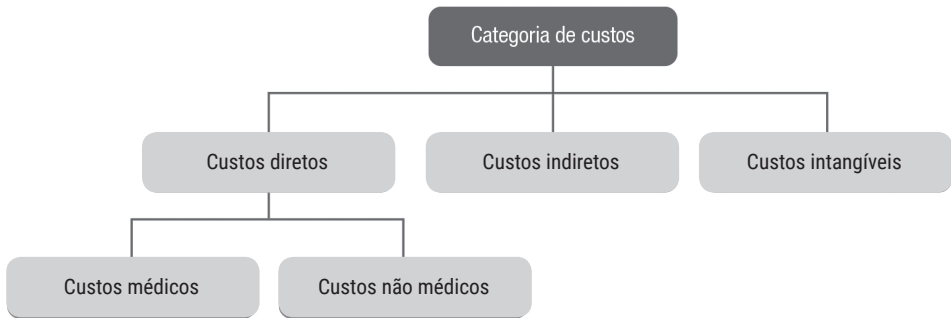 Categoria de custos
Custos diretos
Custos indiretos
Custos intangíveis
Custos médicos
Custos não médicos